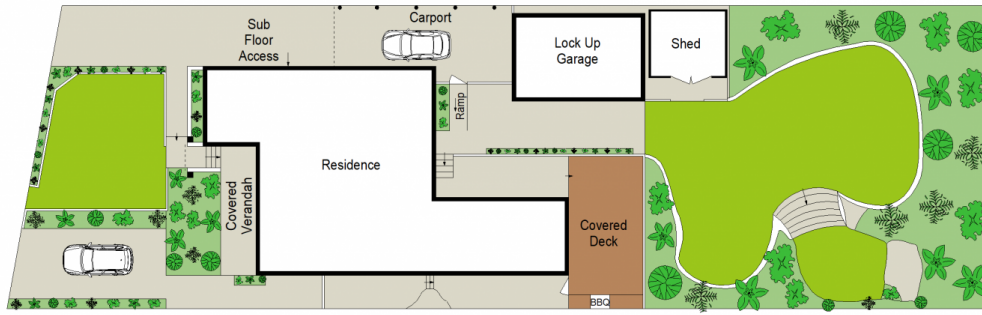 Carport
Sub
Floor
Access
Lock Up
Garage
Shed
Ramp
Residence
Covered
Verandah
Covered
Deck
BBQ